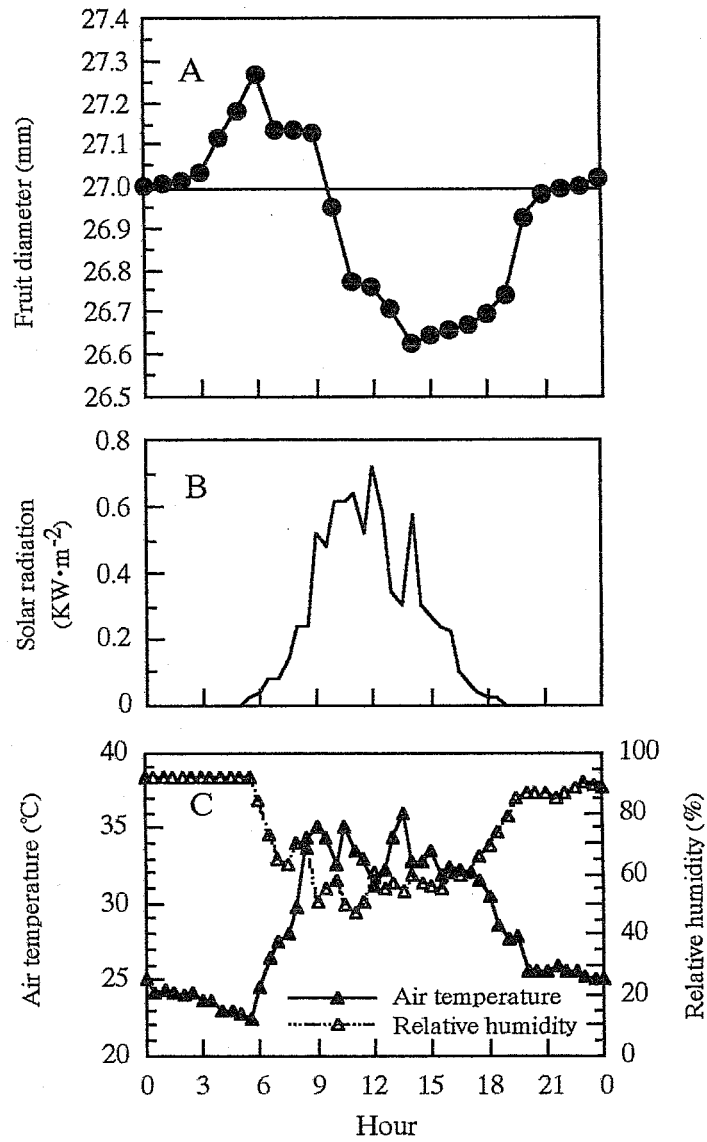 A
Fruit diameter (mm)
27.4
27.3
27.2
27.1
27.0
26.9
26.8
26.7
26.6
26.5
B
Solar radiation
(KW·m-2)
0.8
0.6
0.4
0.2
0
C
Air temperature (℃)
40
35
30
25
20
Relative humidity (%)
100
80
60
40
20
0
Air temperature
Relative humidity
0 3 6 9 12 15 18 21 0
Hour